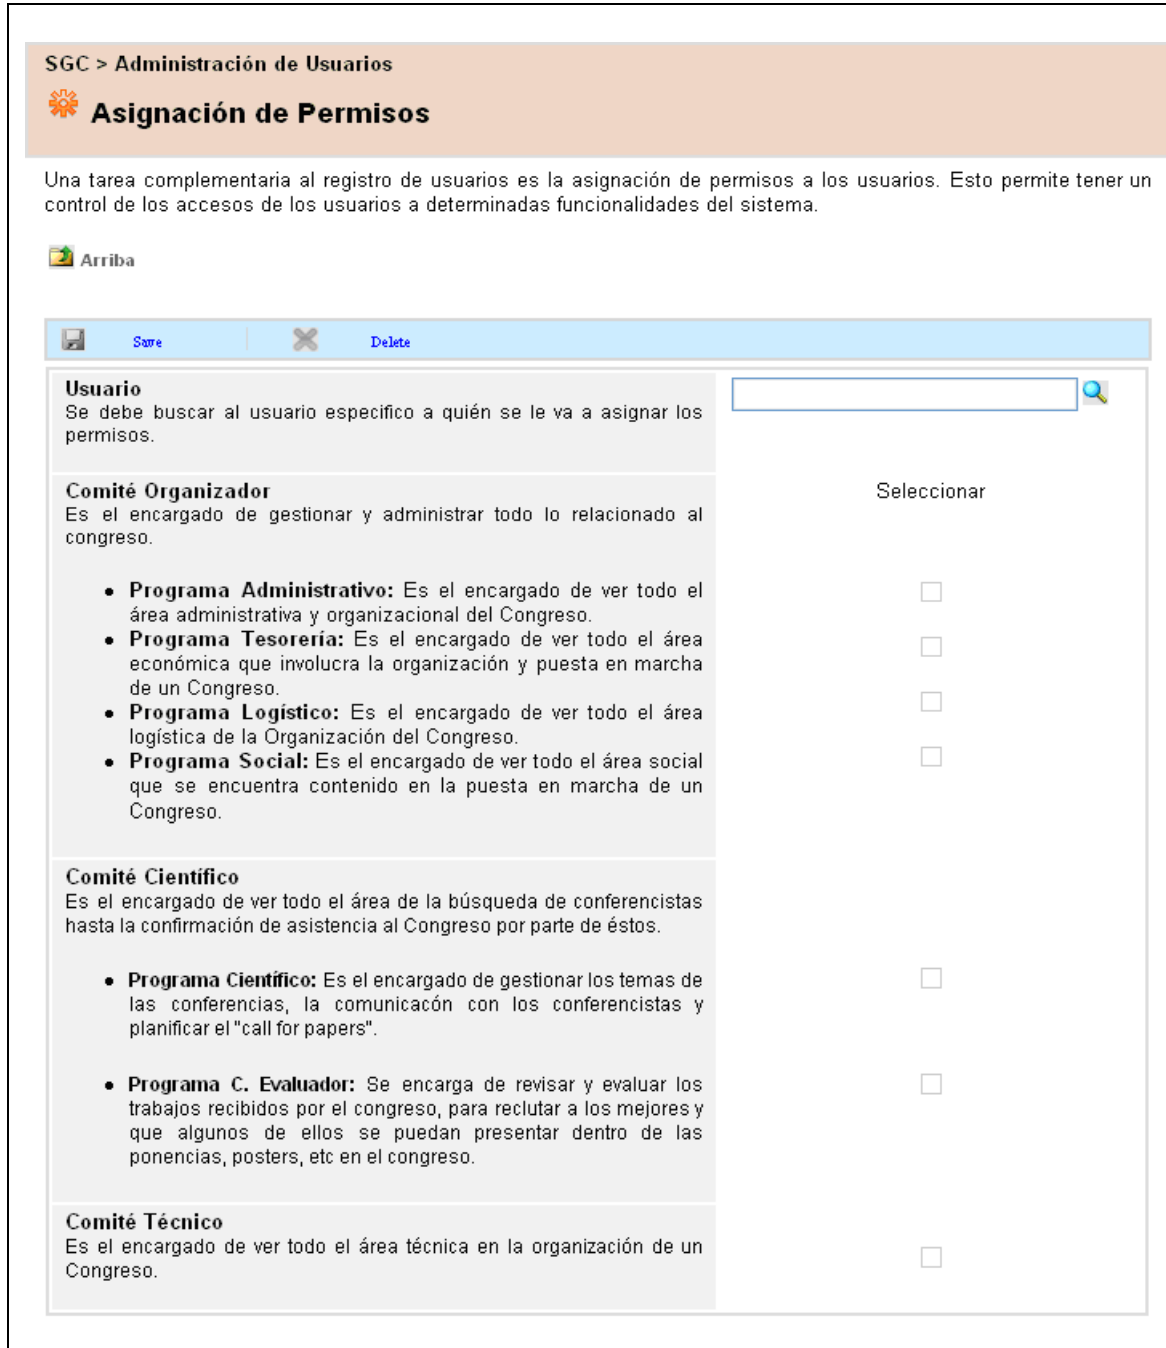 SGC > Administración de Usuarios
Asignación de Permisos
Una tarea complementaria al registro de usuarios es la asignación de permisos a los usuarios. Esto permite tener un
control de los accesos de los usuarios a determinadas funcionalidades del sistema.
Arriba
Save Delete
Usuario
Se debe buscar al usuario especifico a quién se le va a asignar los
permisos.
Comité Organizador
Seleccionar
Es el encargado de gestionar y administrar todo lo relacionado al
congreso.
• Programa Administrativo: Es el encargado de ver todo el
área administrativa y organizacional del Congreso.
• Programa Tesorería: Es el encargado de ver todo el área
económica que involucra la organización y puesta en marcha
de un Congreso.
• Programa Logístico: Es el encargado de ver todo el área
logística de la Organización del Congreso.
• Programa Social: Es el encargado de ver todo el área social
que se encuentra contenido en la puesta en marcha de un
Congreso.
Comité Científico
Es el encargado de ver todo el área de la búsqueda de conferencistas
hasta la confirmación de asistencia al Congreso por parte de éstos.
• Programa Científico: Es el encargado de gestionar los temas de
las conferencias, la comunicacón con los conferencistas y
planificar el "call for papers".
• Programa C. Evaluador: Se encarga de revisar y evaluar los
trabajos recibidos por el congreso, para reclutar a los mejores y
que algunos de ellos se puedan presentar dentro de las
ponencias, posters, etc en el congreso.
Comité Técnico
Es el encargado de ver todo el área técnica en la organización de un
Congreso.